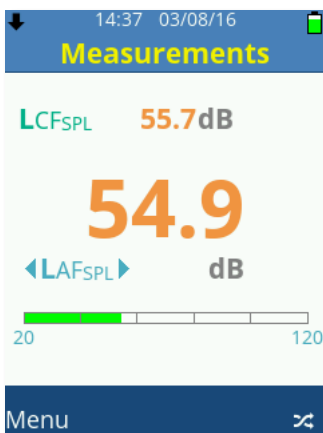 14:37 03/08/16
Measurements
LCFSPL 55.7dB
54.9
LAFSPL dB
20 120
Menu